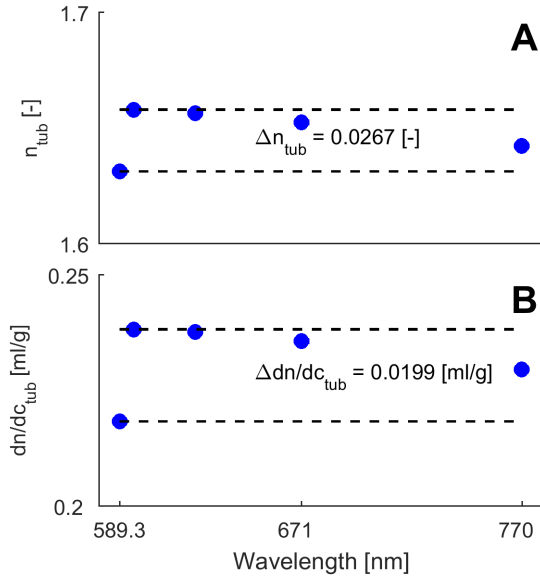 1.7
A
n_tub [-]
Δn_tub = 0.0267 [-]
1.6
0.25
B
dn/dc_tub [ml/g]
Δdn/dc_tub = 0.0199 [ml/g]
0.2
589.3 671 770
Wavelength [nm]